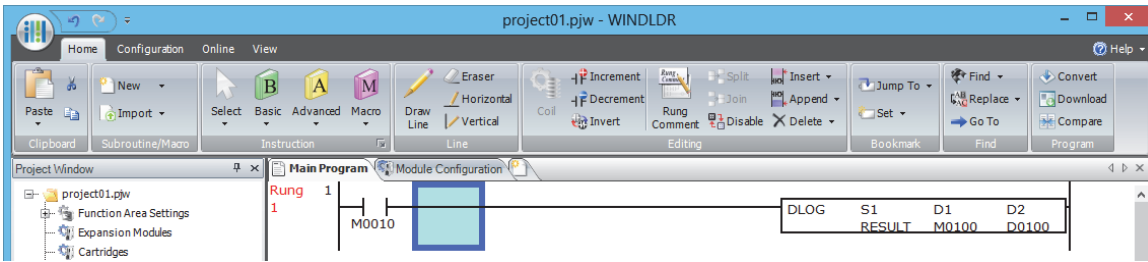 project01.pjw - WINDLDR
Home Configuration Online View Help
Paste New Import Select Basic Advanced Macro Draw Line Eraser Horizontal Vertical Coil Increment Decrement Invert Rung Comment Split Join Disable Insert Append Delete Jump To Set Find Replace Go To Convert Download Compare
B A M
Rung Comment
Clipboard Subroutine/Macro Instruction Line Editing Bookmark Find Program
Project Window Main Program Module Configuration
project01.pjw
Function Area Settings
Expansion Modules
Cartridges
Rung 1
1
M0010
DLOG S1 D1 D2
RESULT M0100 D0100